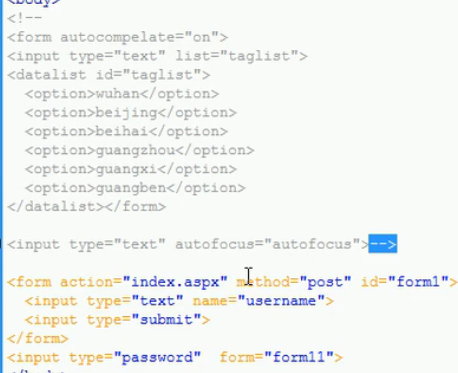 <body>
<!--
<form autocompelate="on">
<input type="text" list="taglist">
<datalist id="taglist">
<option>wuhan</option>
<option>beijing</option>
<option>beihai</option>
<option>guangzhou</option>
<option>guangxi</option>
<option>guangben</option>
</datalist></form>
<input type="text" autofocus="autofocus">-->
<form action="index.aspx" method="post" id="form1">
<input type="text" name="username">
<input type="submit">
</form>
<input type="password"  form="form11">